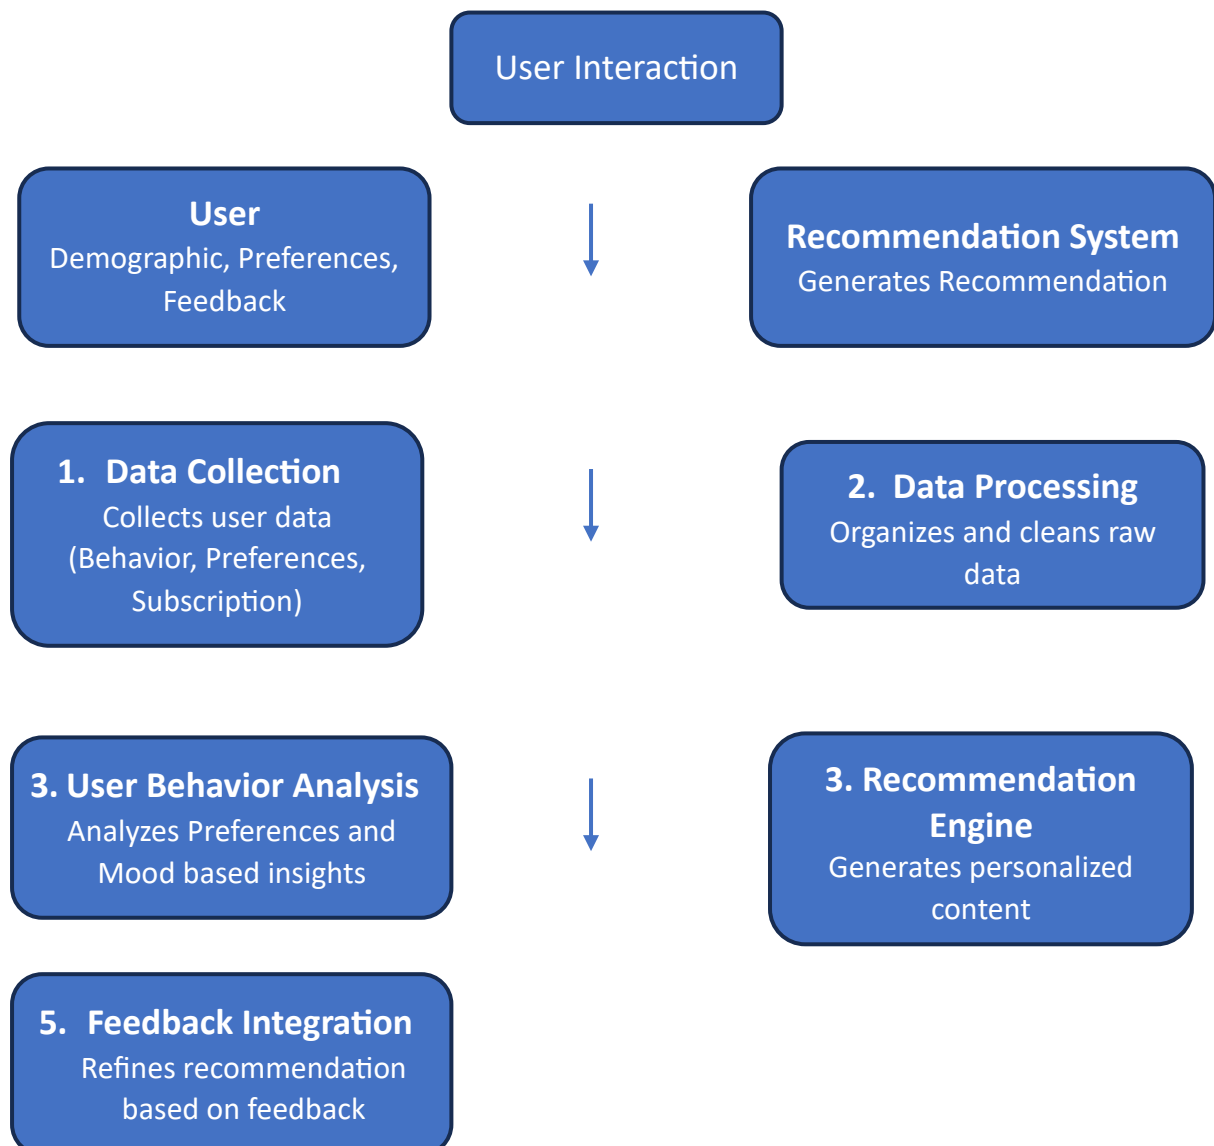 User Interaction
User
Demographic, Preferences,
Feedback
Recommendation System
Generates Recommendation
1. Data Collection
Collects user data
(Behavior, Preferences,
Subscription)
2. Data Processing
Organizes and cleans raw
data
3. User Behavior Analysis
Analyzes Preferences and
Mood based insights
3. Recommendation
Engine
Generates personalized
content
5. Feedback Integration
Refines recommendation
based on feedback